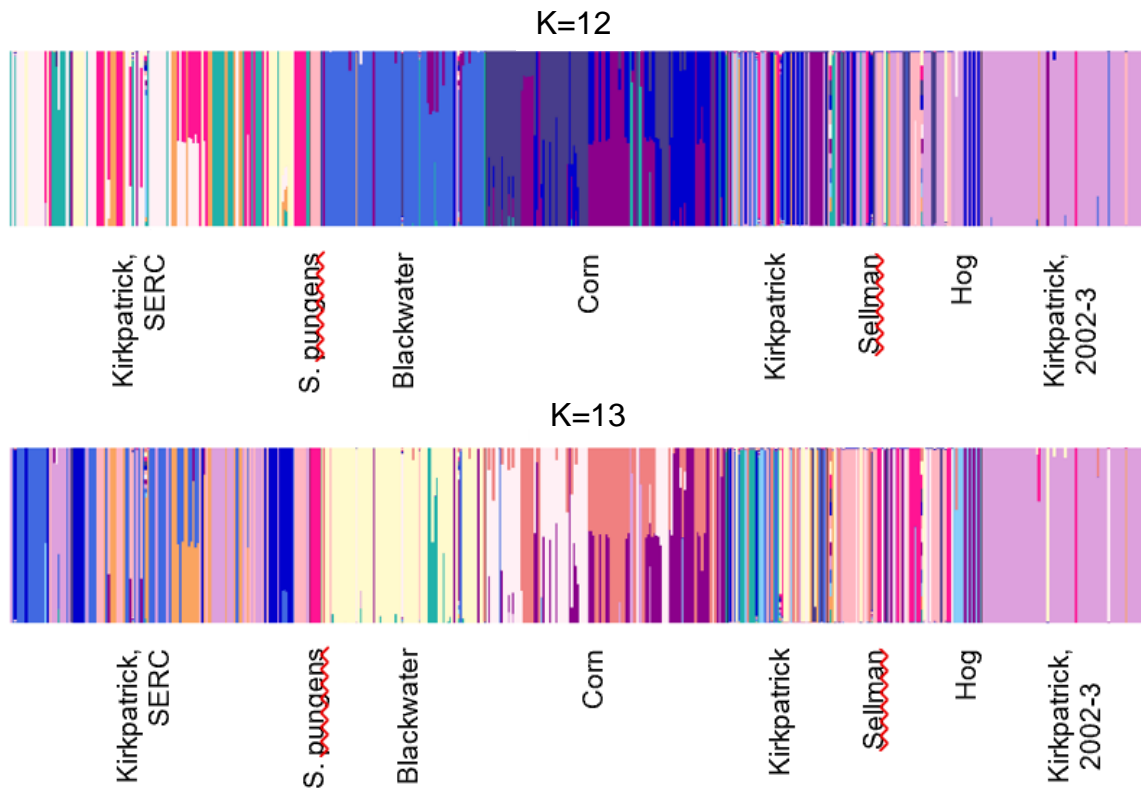 K=12
Kirkpatrick,
SERC
S. pungens
Blackwater
Corn
Kirkpatrick
Sellman
Hog
Kirkpatrick,
2002-3
K=13
Kirkpatrick,
SERC
S. pungens
Blackwater
Corn
Kirkpatrick
Sellman
Hog
Kirkpatrick,
2002-3